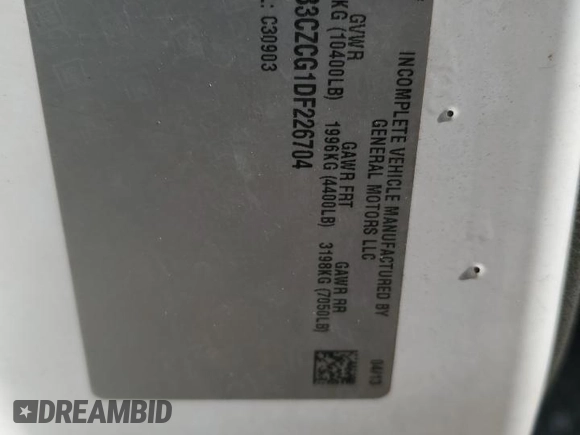 INCOMPLETE VEHICLE MANUFACTURED BY
GENERAL MOTORS LLC
04/13
GVWR GAWR FRT GAWR RR
KG (10400LB) 1996KG (4400LB) 3198KG (7050LB)
B3CZCG1DF226704
.: C30903
DREAMBID